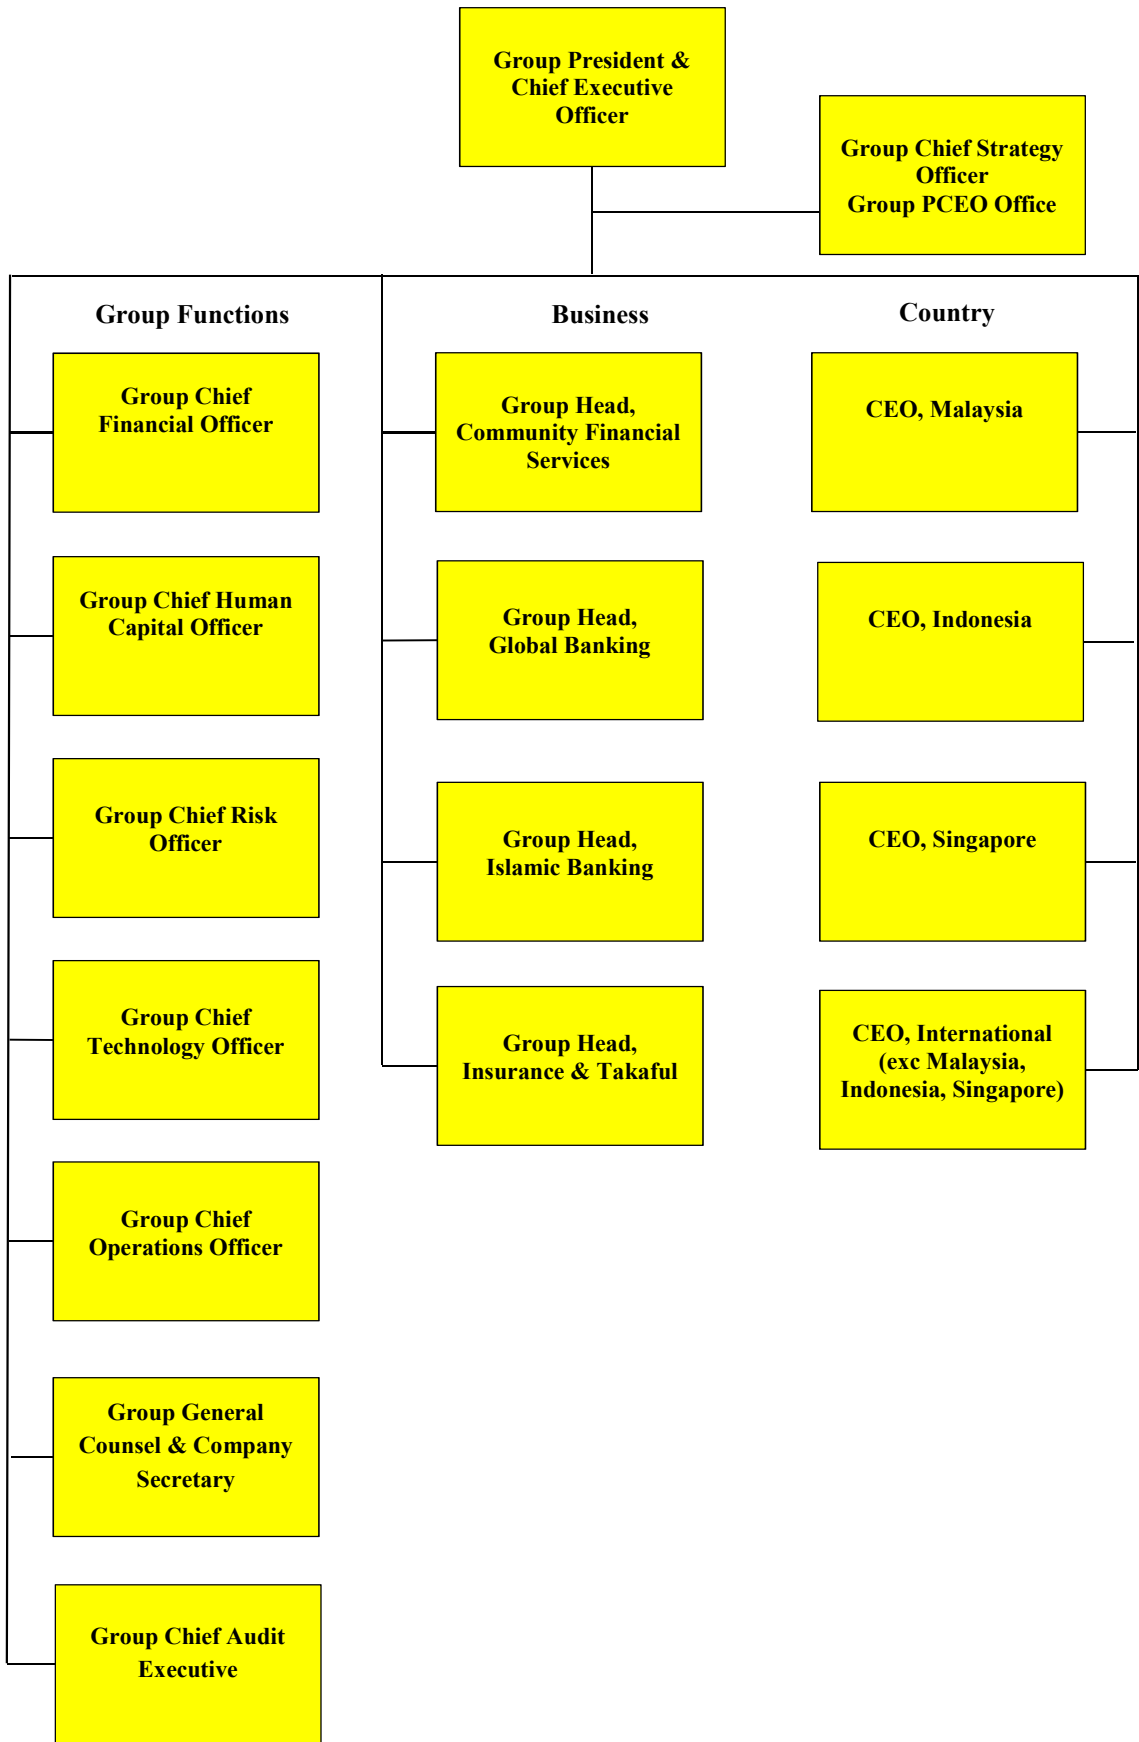 Group President &
Chief Executive
Officer
Group Chief Strategy
Officer
Group PCEO Office
Group Functions
Group Chief
Financial Officer
Group Chief Human
Capital Officer
Group Chief Risk
Officer
Group Chief
Technology Officer
Group Chief
Operations Officer
Group General
Counsel & Company
Secretary
Group Chief Audit
Executive
Business
Group Head,
Community Financial
Services
Group Head,
Global Banking
Group Head,
Islamic Banking
Group Head,
Insurance & Takaful
Country
CEO, Malaysia
CEO, Indonesia
CEO, Singapore
CEO, International
(exc Malaysia,
Indonesia, Singapore)